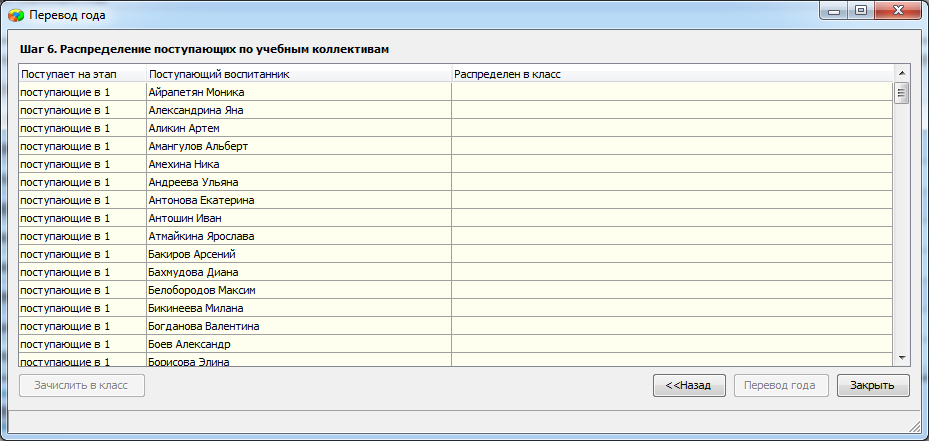 Перевод года
Шаг 6. Распределение поступающих по учебным коллективам
Поступает на этап Поступающий воспитанник Распределен в класс
поступающие в 1 Айрапетян Моника
поступающие в 1 Александрина Яна
поступающие в 1 Аликин Артем
поступающие в 1 Амангулов Альберт
поступающие в 1 Амехина Ника
поступающие в 1 Андреева Ульяна
поступающие в 1 Антонова Екатерина
поступающие в 1 Антошин Иван
поступающие в 1 Атмайкина Ярослава
поступающие в 1 Бакиров Арсений
поступающие в 1 Бахмудова Диана
поступающие в 1 Белобородов Максим
поступающие в 1 Бикинеева Милана
поступающие в 1 Богданова Валентина
поступающие в 1 Боев Александр
поступающие в 1 Борисова Элина
Зачислить в класс <<Назад Перевод года Закрыть